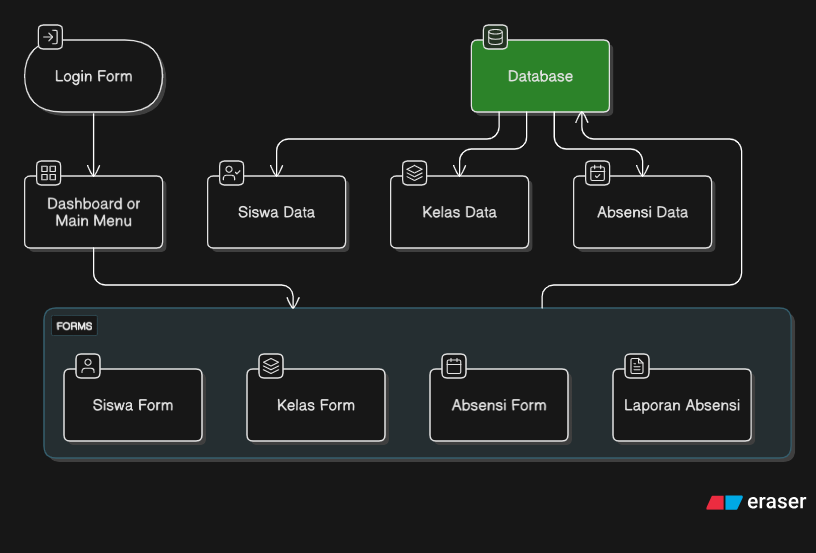 Login Form
Database
Dashboard or
Main Menu
Siswa Data
Kelas Data
Absensi Data
FORMS
Siswa Form
Kelas Form
Absensi Form
Laporan Absensi
eraser